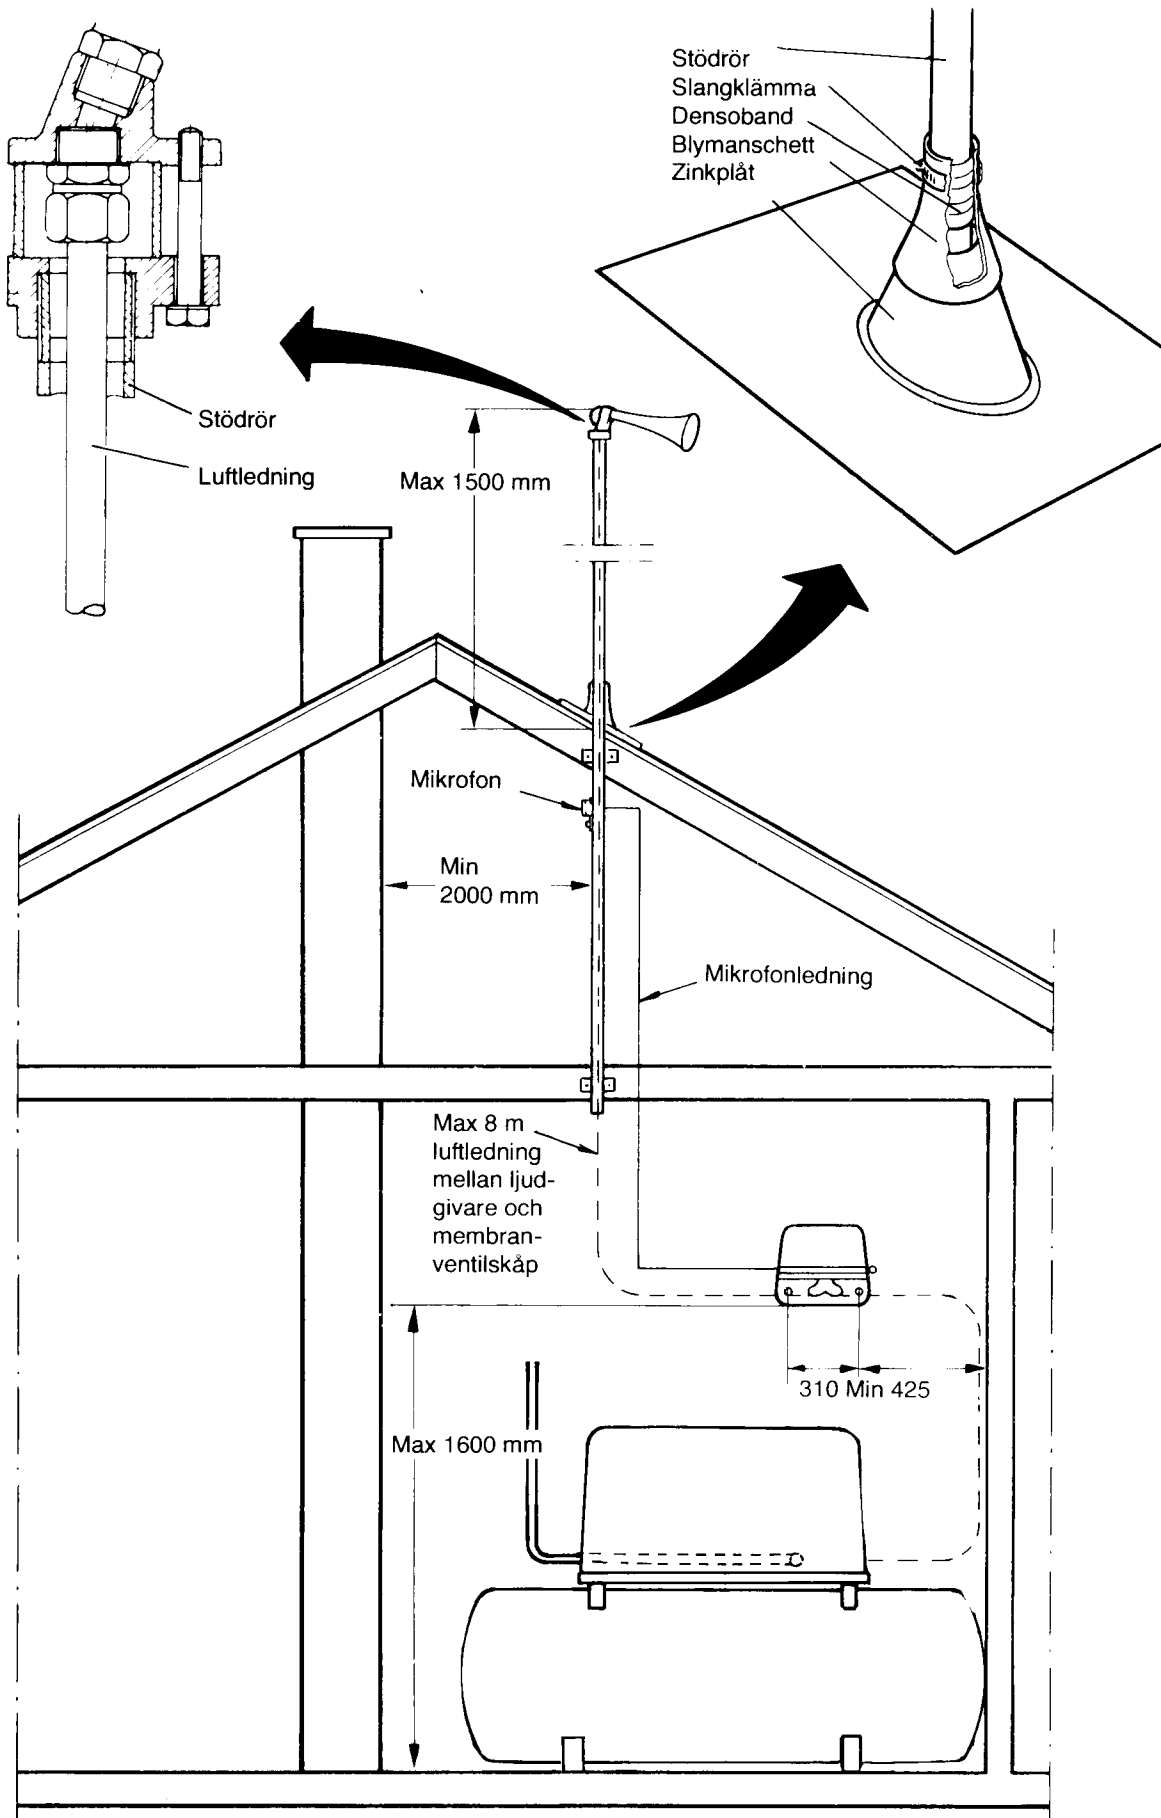 Stödrör
Slangklämma
Densoband
Blymanschett
Zinkplåt
Stödrör
Luftledning
Max 1500 mm
Mikrofon
Min
2000 mm
Mikrofonledning
Max 8 m
luftledning
mellan ljud-
givare och
membran-
ventilskåp
310 Min 425
Max 1600 mm